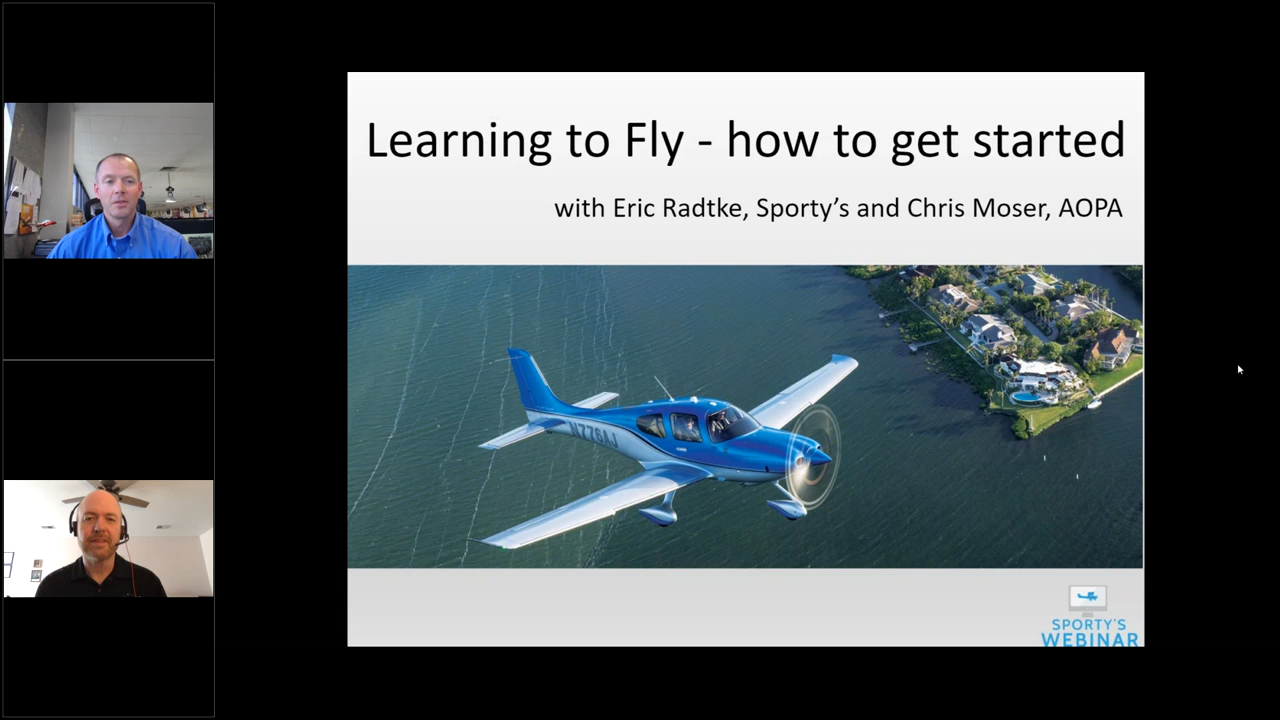 Learning to Fly - how to get started
with Eric Radtke, Sporty’s and Chris Moser, AOPA
N776AJ
SPORTY'S
WEBINAR